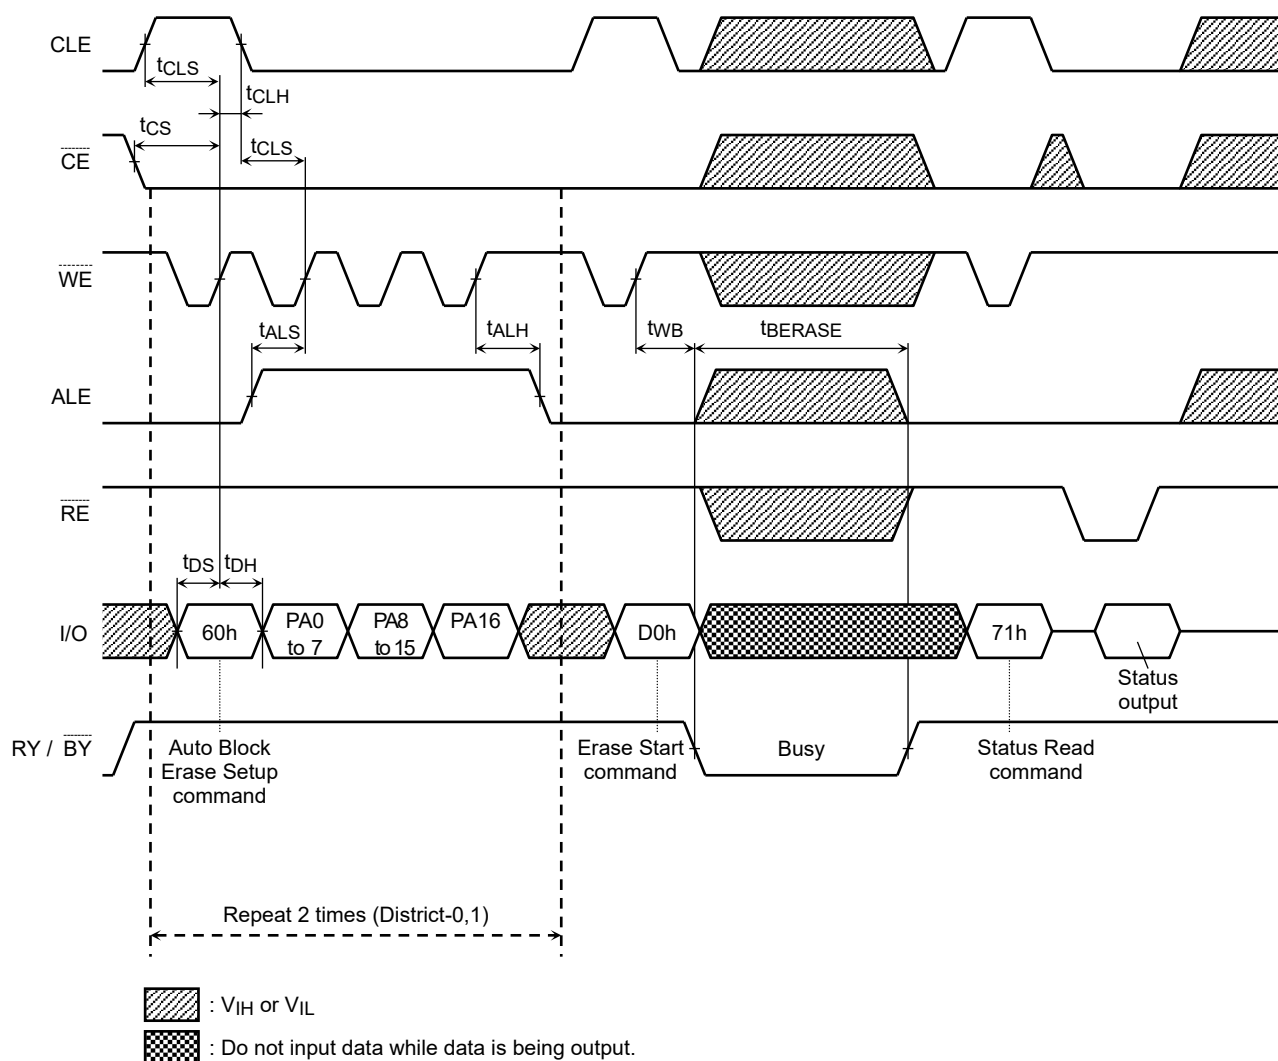 CLE
tCLS
tCLH
tCS
tCLS
CE
WE
tALS
tALH
tWB
tBERASE
ALE
RE
tDS
tDH
I/O
60h
PA0
to 7
PA8
to 15
PA16
D0h
71h
Status
output
RY / BY
Auto Block
Erase Setup
command
Erase Start
command
Busy
Status Read
command
Repeat 2 times (District-0,1)
: VIH or VIL
: Do not input data while data is being output.